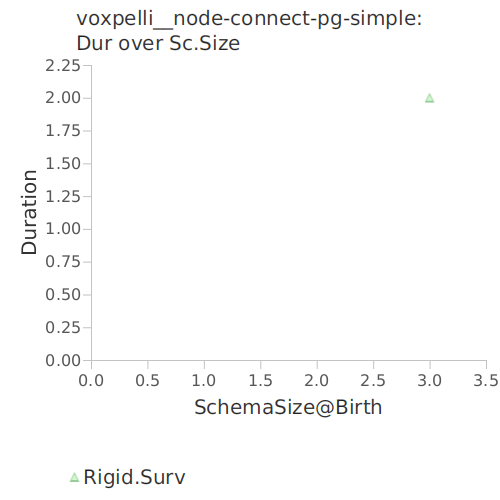 voxpelli__node-connect-pg-simple:
Dur over Sc.Size
2.25
2.00
1.75
1.50
1.25
1.00
0.75
0.50
0.25
0.00
Duration
0.0 0.5 1.0 1.5 2.0 2.5 3.0 3.5
SchemaSize@Birth
Rigid.Surv